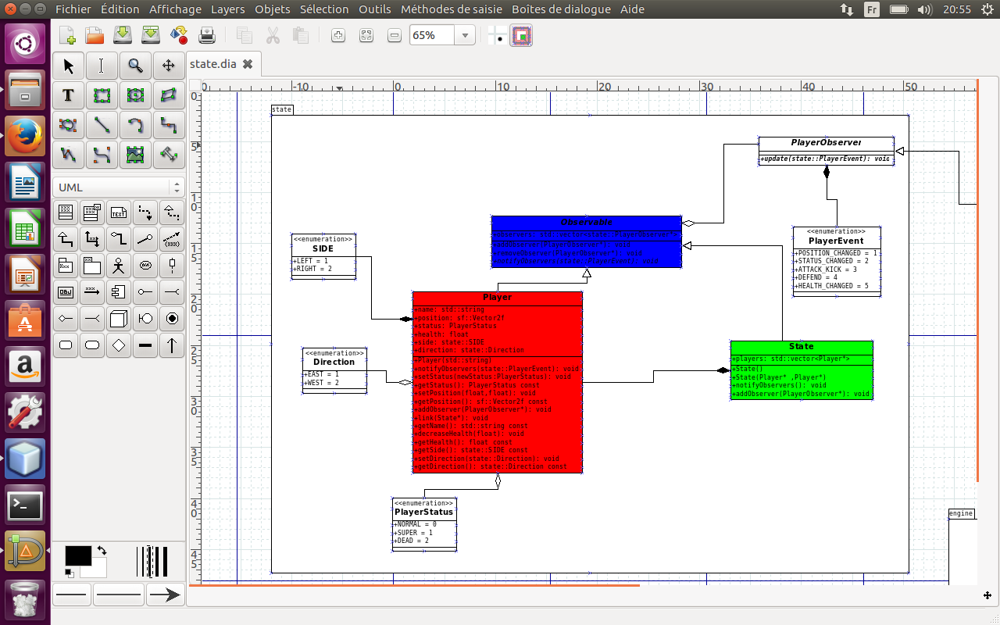 Fichier Édition Affichage Layers Objets Sélection Outils Méthodes de saisie Boîtes de dialogue Aide Fr 20:55
65%
state.dia
UML
-10 0 10 20 30 40 50
0
5
10
15
20
25
30
35
40
45
state
PlayerObserver
+update(state::PlayerEvent): void
Observable
+observers: std::vector<state::PlayerObserver*>
+addObserver(PlayerObserver*): void
+removeObserver(PlayerObserver*): void
+notifyObservers(state::PlayerEvent): void
<<enumeration>>
SIDE
+LEFT = 1
+RIGHT = 2
<<enumeration>>
PlayerEvent
+POSITION_CHANGED = 1
+STATUS_CHANGED = 2
+ATTACK_KICK = 3
+DEFEND = 4
+HEALTH_CHANGED = 5
Player
+name: std::string
+position: sf::Vector2f
+status: PlayerStatus
+health: float
+side: state::SIDE
+direction: state::Direction
+Player(std::string)
+notifyObservers(state::PlayerEvent): void
+setStatus(newStatus:PlayerStatus): void
+getStatus(): PlayerStatus const
+setPosition(float,float): void
+getPosition(): sf::Vector2f const
+addObserver(PlayerObserver*): void
+link(State*): void
+getName(): std::string const
+decreaseHealth(float): void
+getHealth(): float const
+getSide(): state::SIDE const
+setDirection(state::Direction): void
+getDirection(): state::Direction const
<<enumeration>>
Direction
+EAST = 1
+WEST = 2
State
+players: std::vector<Player*>
+State()
+State(Player* ,Player*)
+notifyObservers(): void
+addObserver(PlayerObserver*): void
<<enumeration>>
PlayerStatus
+NORMAL = 0
+SUPER = 1
+DEAD = 2
engine